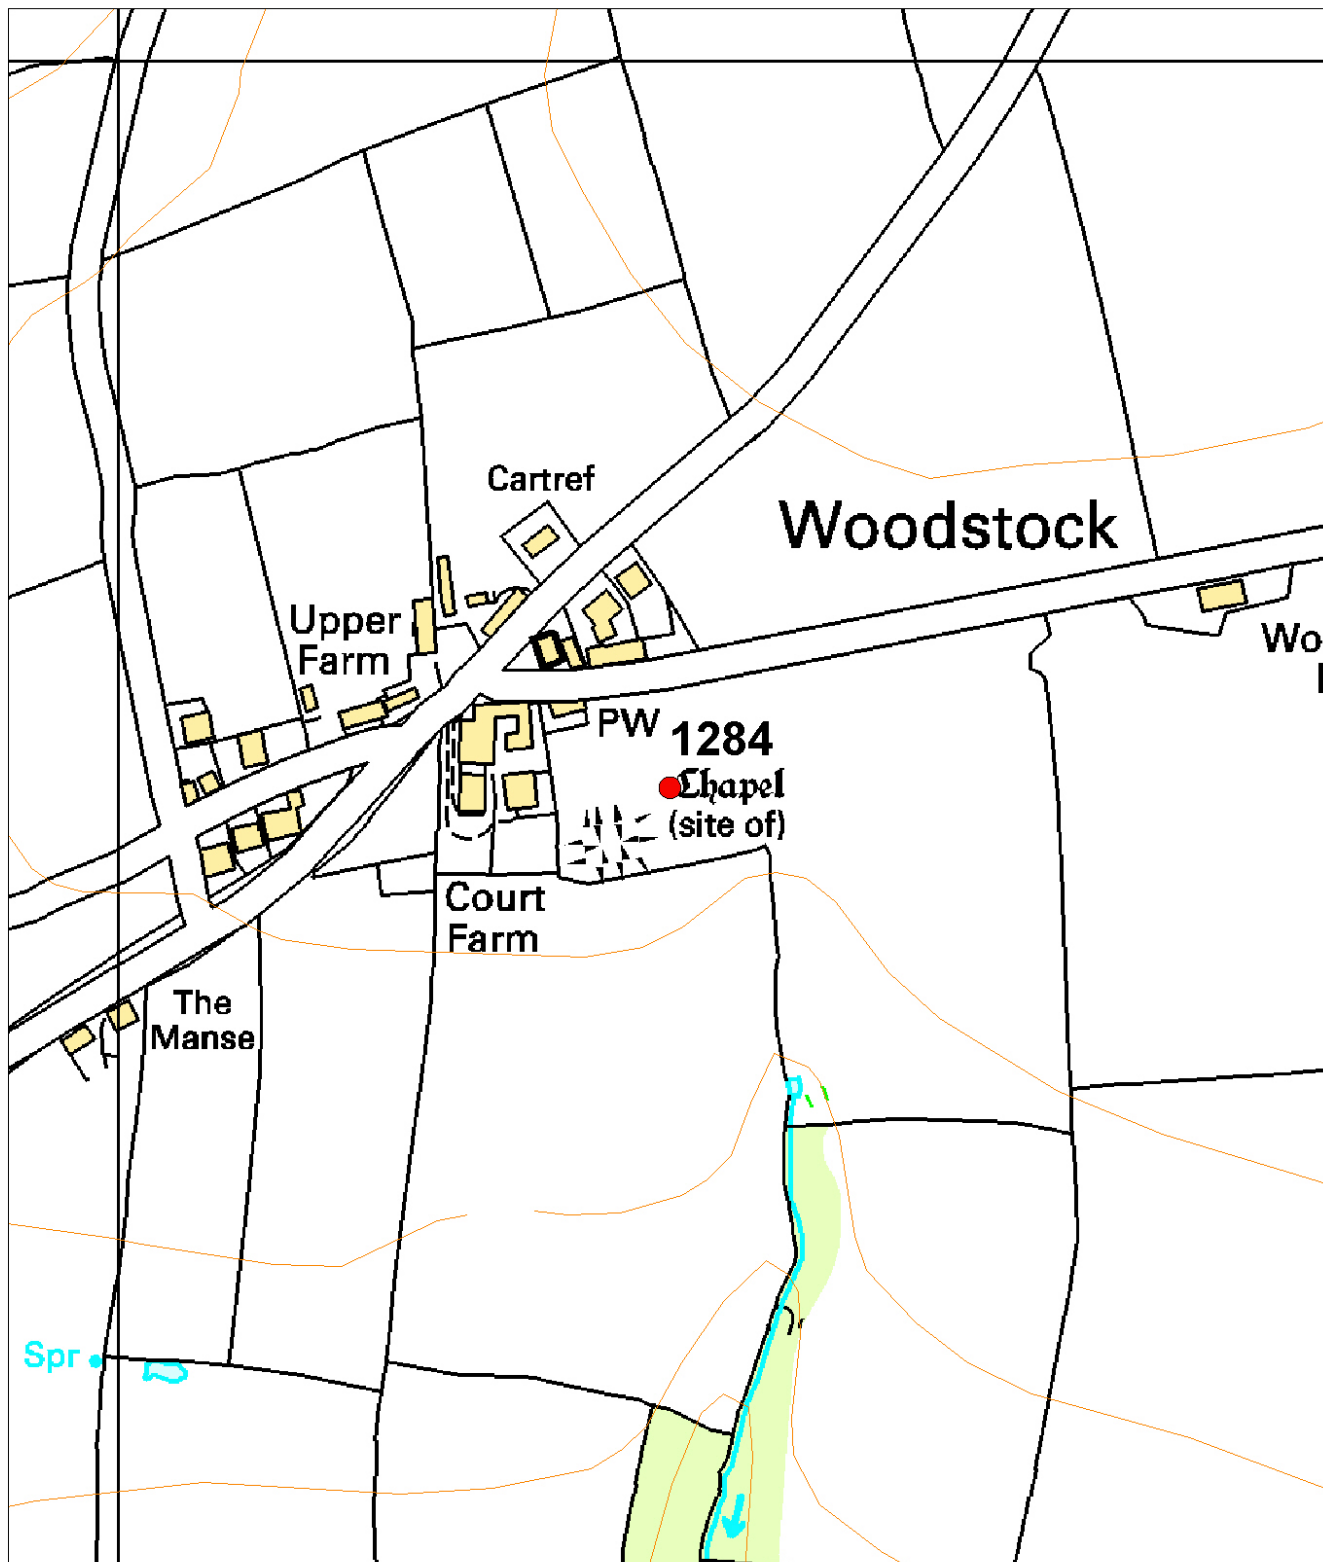 Cartref
Woodstock
Upper
Farm
Wo
PW
1284
Chapel
(site of)
Court
Farm
The
Manse
Spr